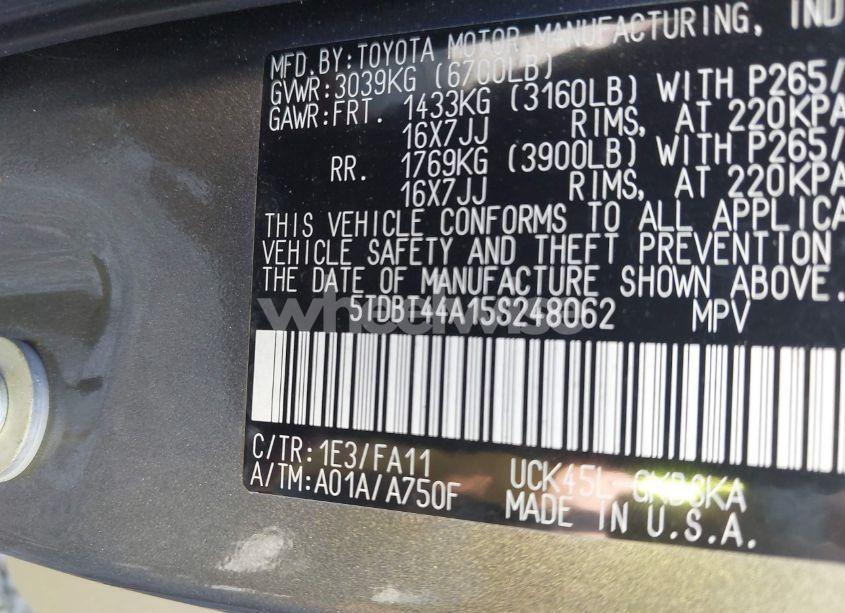 MFD.BY:TOYOTA MOTOR MANUFACTURING, IND
GVWR:3039KG (6700LB)
GAWR:FRT. 1433KG (3160LB) WITH P265/
16X7JJ RIMS, AT 220KPA
RR. 1769KG (3900LB) WITH P265/
16X7JJ RIMS, AT 220KPA
THIS VEHICLE CONFORMS TO ALL APPLICA
VEHICLE SAFETY AND THEFT PREVENTION
THE DATE OF MANUFACTURE SHOWN ABOVE.
5TDBT44A15S248062 MPV
C/TR:1E3/FA11 UCK45L-GKDSKA
A/TM:A01A/A750F MADE IN U.S.A.